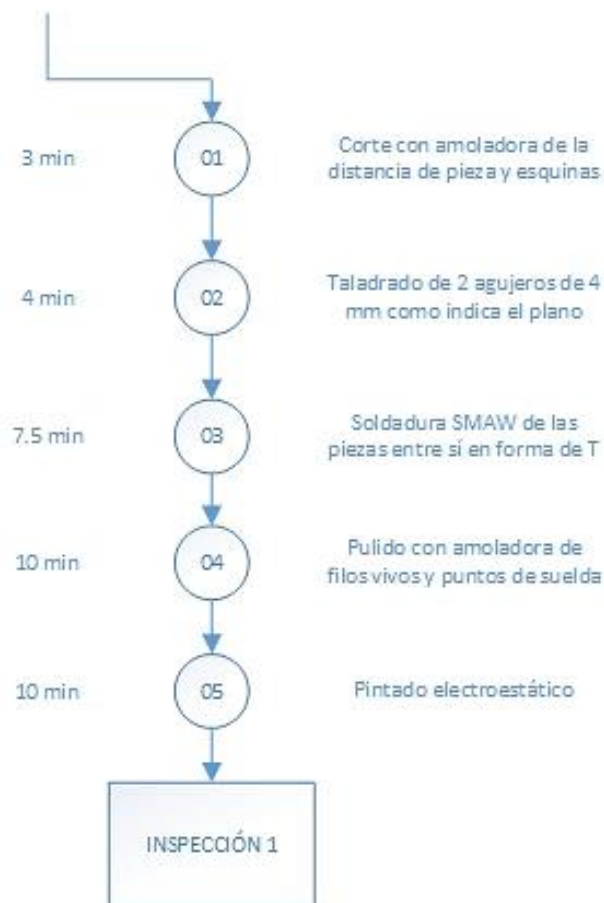 3 min
01
Corte con amoladora de la
distancia de pieza y esquinas
4 min
02
Taladrado de 2 agujeros de 4
mm como indica el plano
7.5 min
03
Soldadura SMAW de las
piezas entre sí en forma de T
10 min
04
Pulido con amoladora de
filos vivos y puntos de suelda
10 min
05
Pintado electroestático
INSPECCIÓN 1